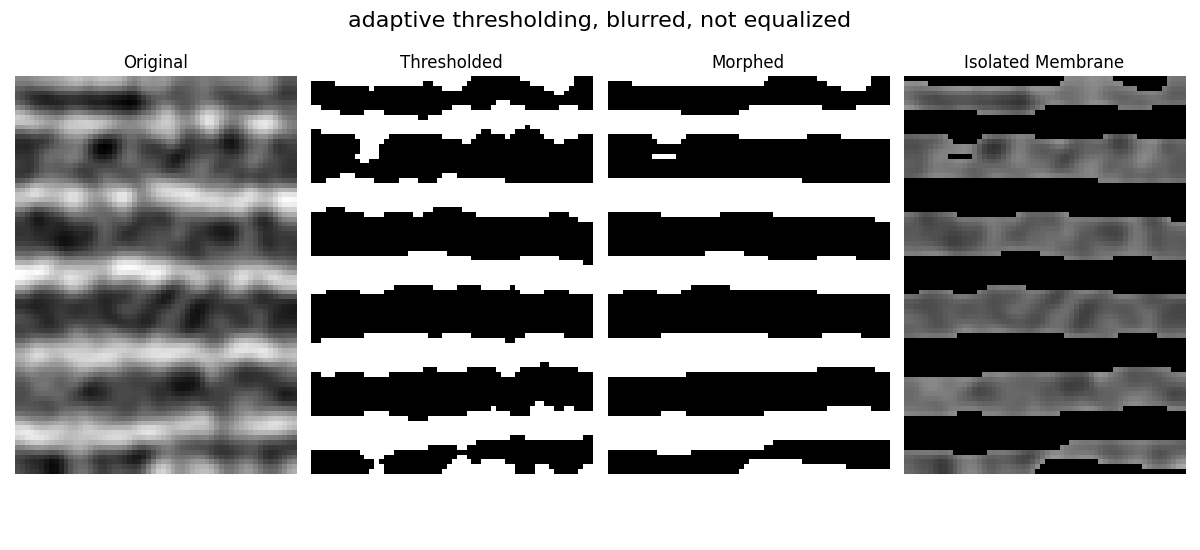 adaptive thresholding, blurred, not equalized
Original
Thresholded
Morphed
Isolated Membrane